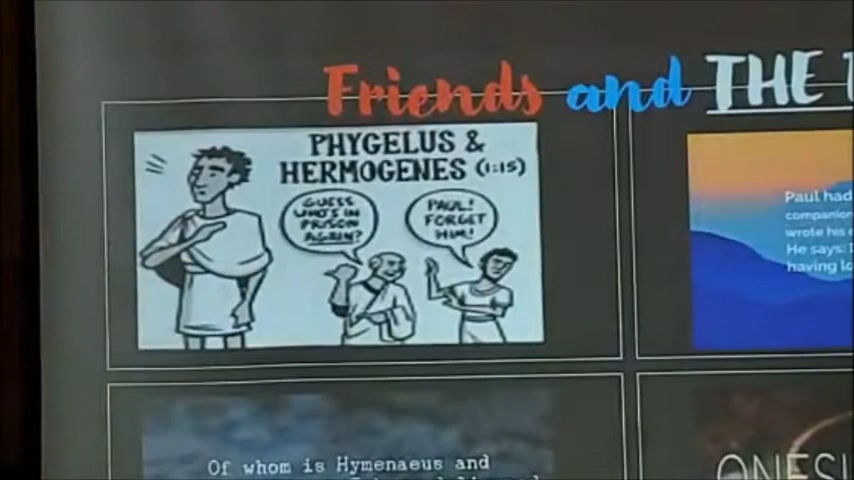 Friends and THE
PHYGELUS &
HERMOGENES (1:15)
GUESS
WHO'S IN
PRISON
AGAIN?
PAUL!
FORGET
HIM!
Paul had
companion
wrote his
He says: I
having lo
Of whom is Hymenaeus and
ONESI